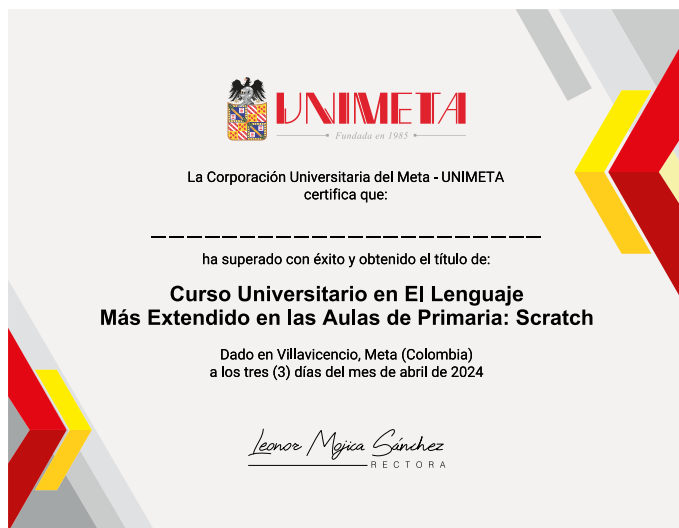 UNIMETA
Fundada en 1985
La Corporación Universitaria del Meta - UNIMETA
certifica que:
ha superado con éxito y obtenido el título de:
Curso Universitario en El Lenguaje
Más Extendido en las Aulas de Primaria: Scratch
Dado en Villavicencio, Meta (Colombia)
a los tres (3) días del mes de abril de 2024
Leonor Mojica Sánchez
RECTORA